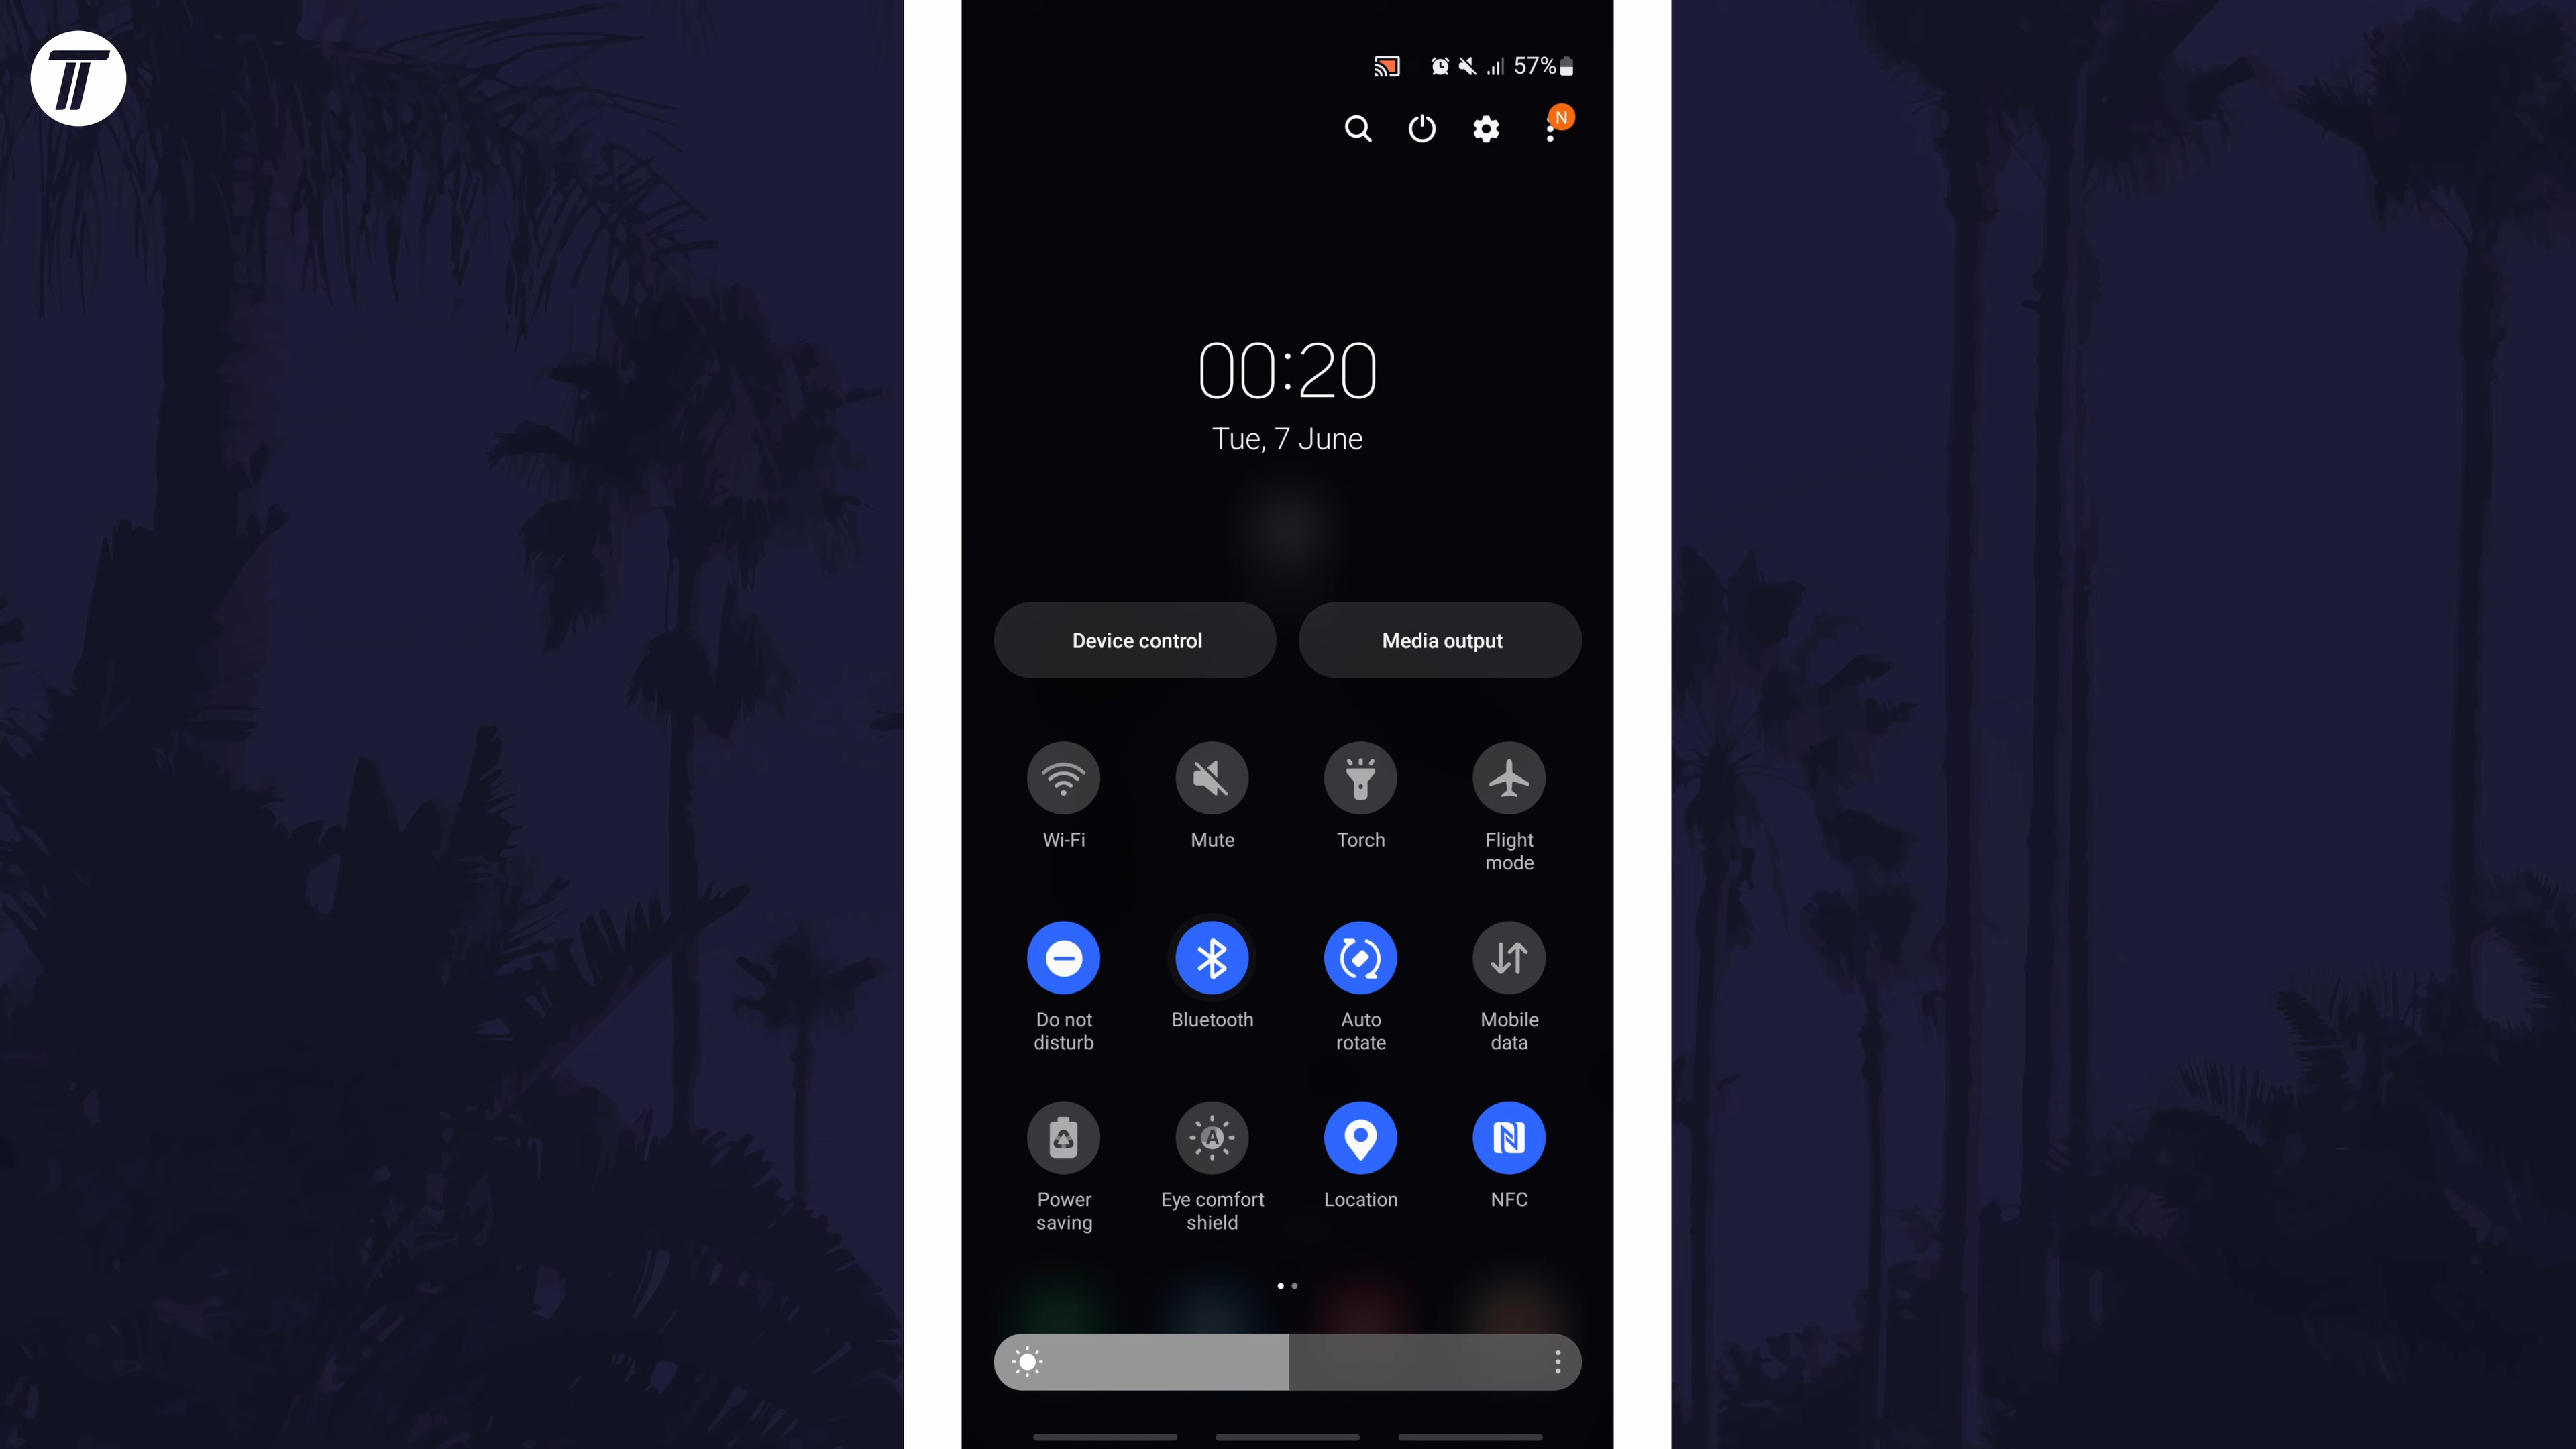 57%
N
00:20
Tue, 7 June
Device control
Media output
Wi-Fi
Mute
Torch
Flight
mode
Do not
disturb
Bluetooth
Auto
rotate
Mobile
data
Power
saving
Eye comfort
shield
Location
NFC